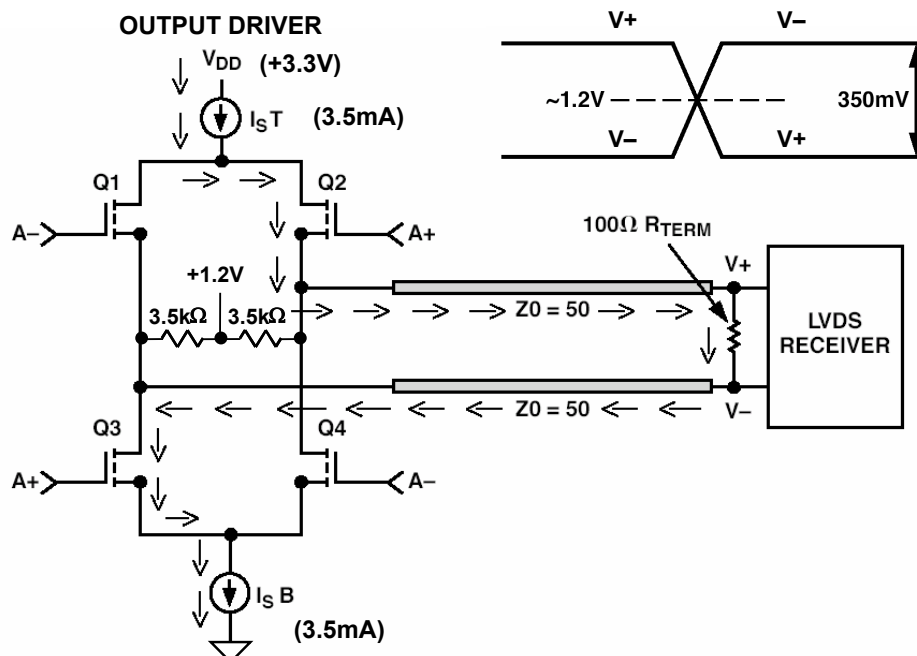 OUTPUT DRIVER
VDD (+3.3V)
IST (3.5mA)
V+ V–
~1.2V 350mV
V– V+
Q1 Q2
A– A+
+1.2V
3.5kΩ 3.5kΩ
100Ω RTERM
V+
Z0 = 50
LVDS
RECEIVER
Z0 = 50 V–
Q3 Q4
A+ A–
ISB
(3.5mA)